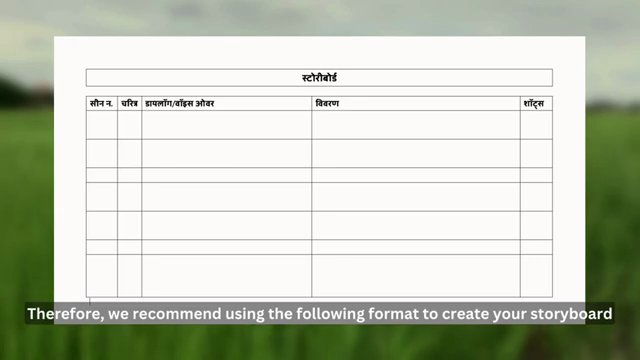 स्टोरीबोर्ड
सीन न. चरित्र डायलॉग/वॉइस ओवर विवरण शॉट्स
Therefore, we recommend using the following format to create your storyboard